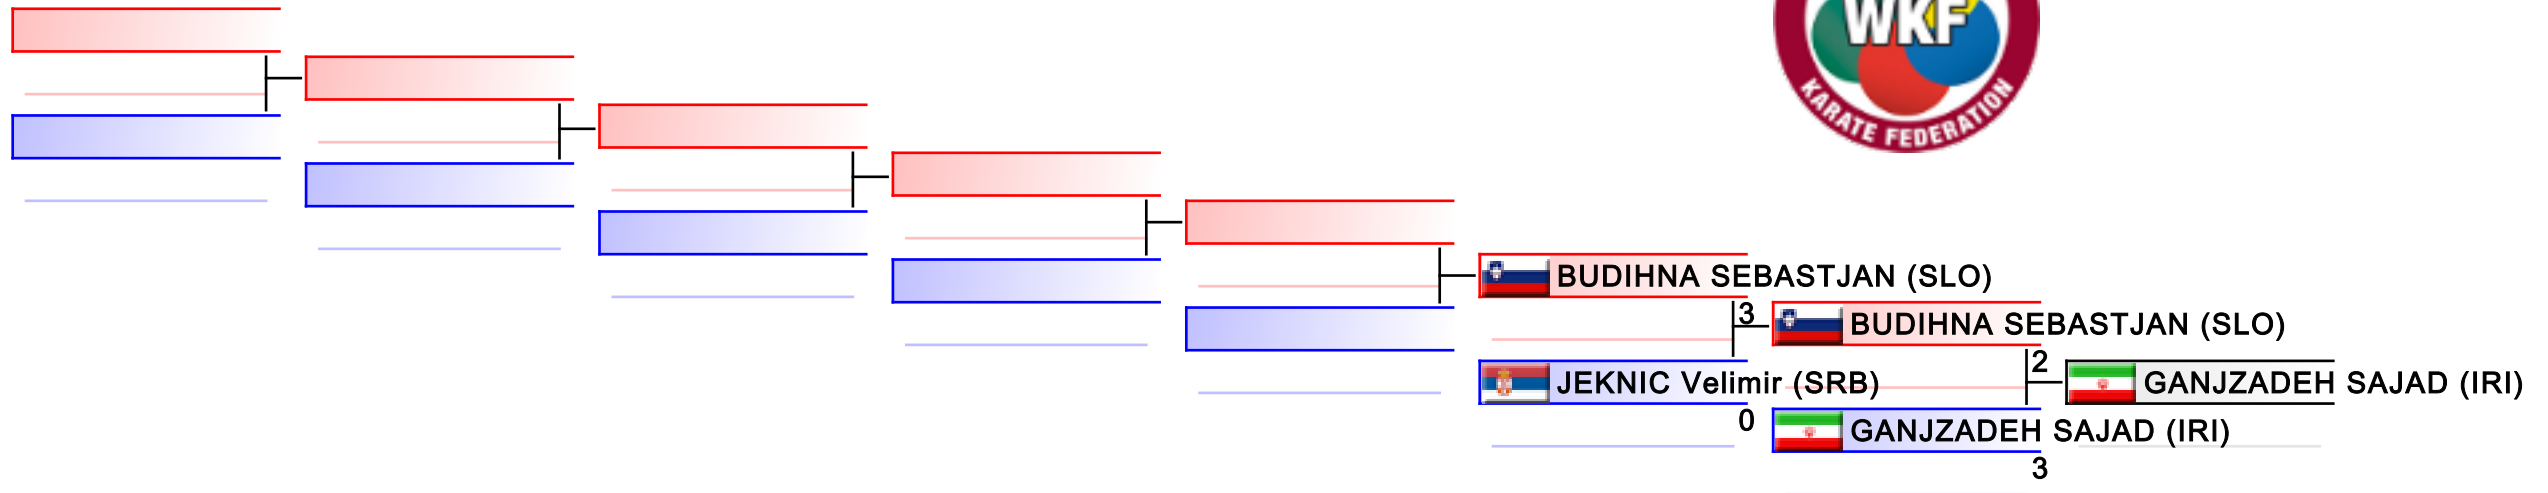 WKF
KARATE FEDERATION
BUDIHNA SEBASTJAN (SLO)
3
BUDIHNA SEBASTJAN (SLO)
2
JEKNIC Velimir (SRB)
GANJZADEH SAJAD (IRI)
0
GANJZADEH SAJAD (IRI)
3